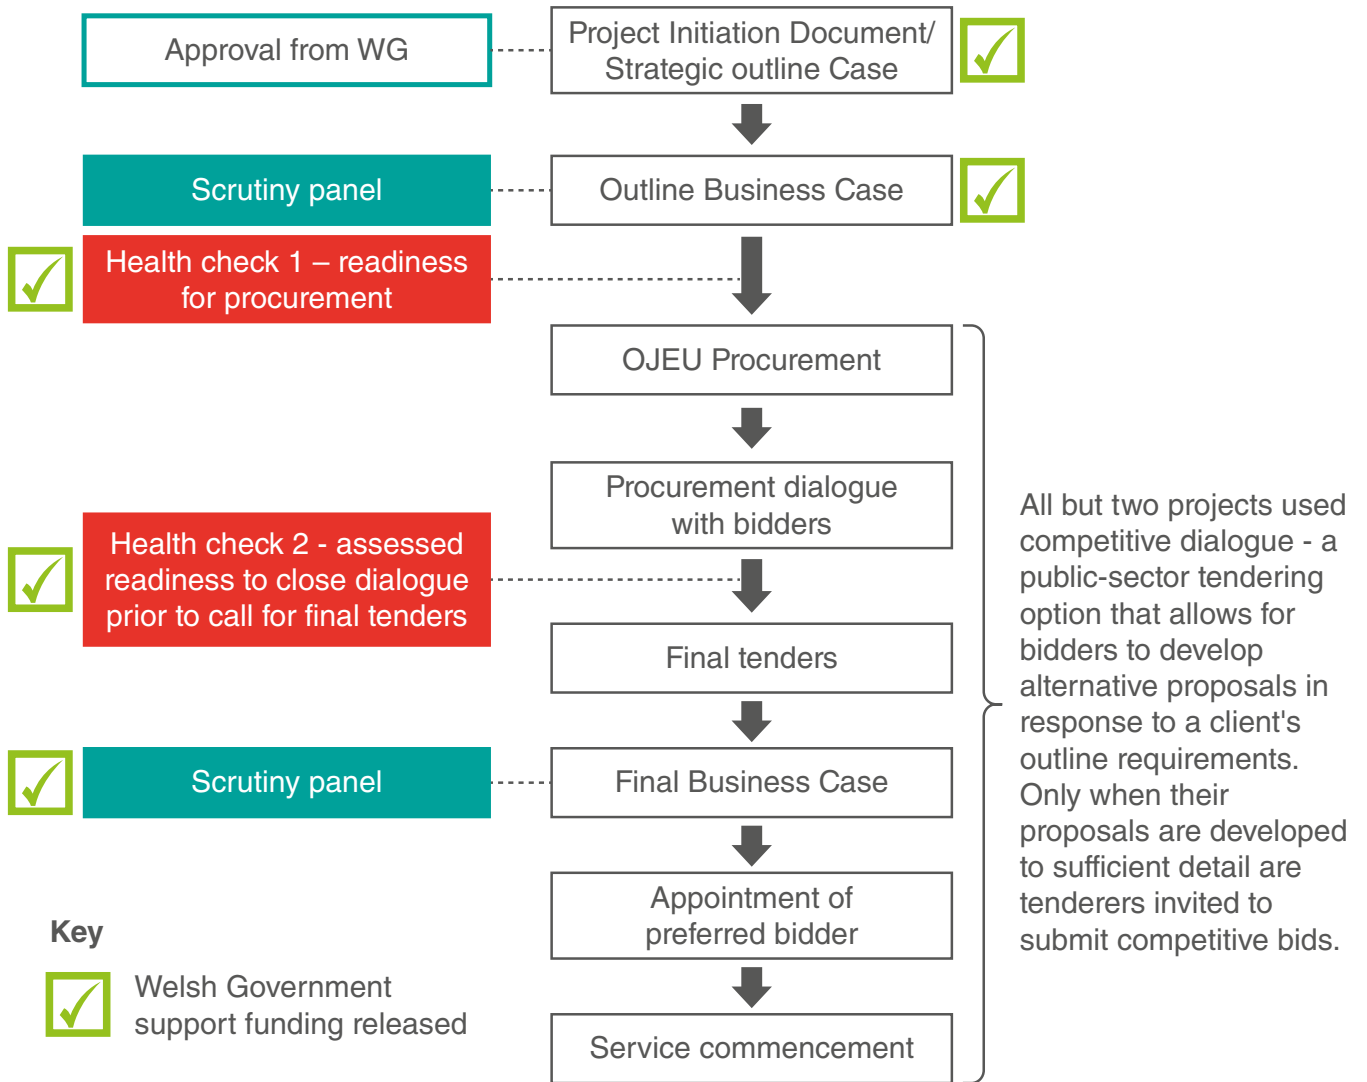 Approval from WG
Project Initiation Document/
Strategic outline Case
Scrutiny panel
Outline Business Case
Health check 1 – readiness
for procurement
OJEU Procurement
Procurement dialogue
with bidders
Health check 2 - assessed
readiness to close dialogue
prior to call for final tenders
Final tenders
Scrutiny panel
Final Business Case
Appointment of
preferred bidder
Service commencement
All but two projects used
competitive dialogue - a
public-sector tendering
option that allows for
bidders to develop
alternative proposals in
response to a client's
outline requirements.
Only when their
proposals are developed
to sufficient detail are
tenderers invited to
submit competitive bids.
Key
Welsh Government
support funding released